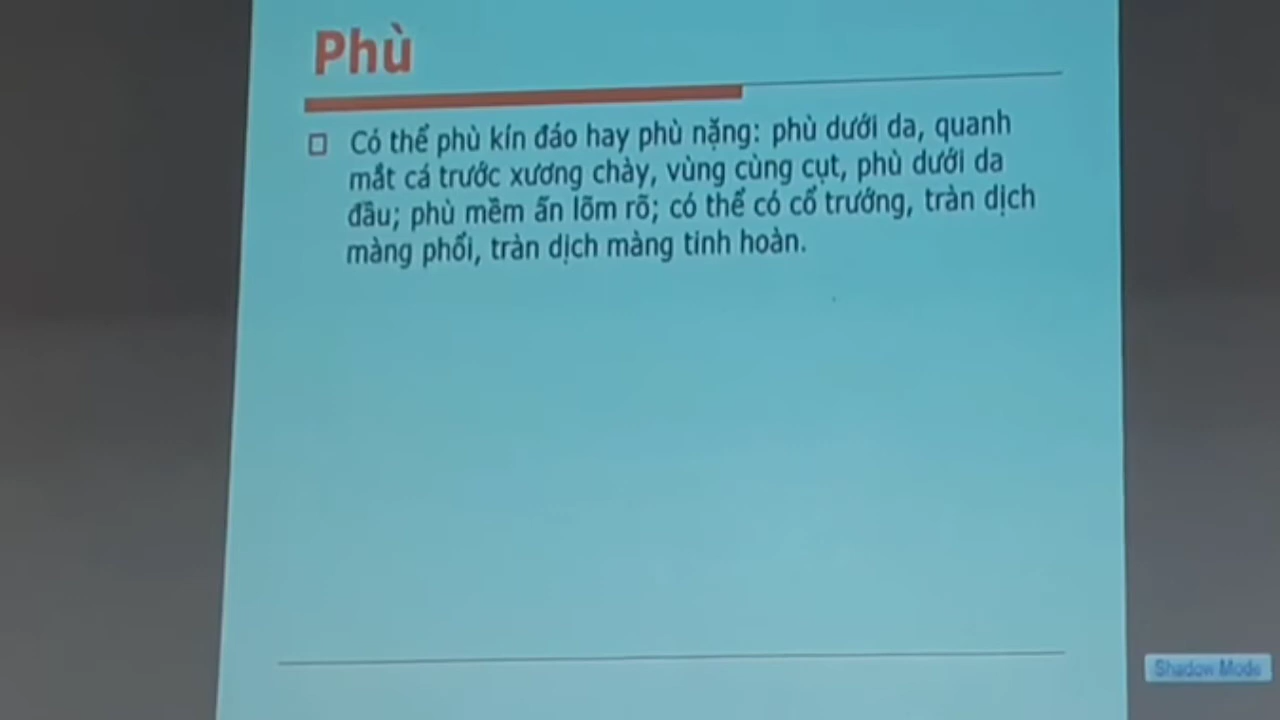 Phù
Có thể phù kín đáo hay phù nặng: phù dưới da, quanh
mắt cá trước xương chày, vùng cùng cụt, phù dưới da
đầu; phù mềm ấn lõm rõ; có thể có cổ trướng, tràn dịch
màng phổi, tràn dịch màng tinh hoàn.
Shadow Mode